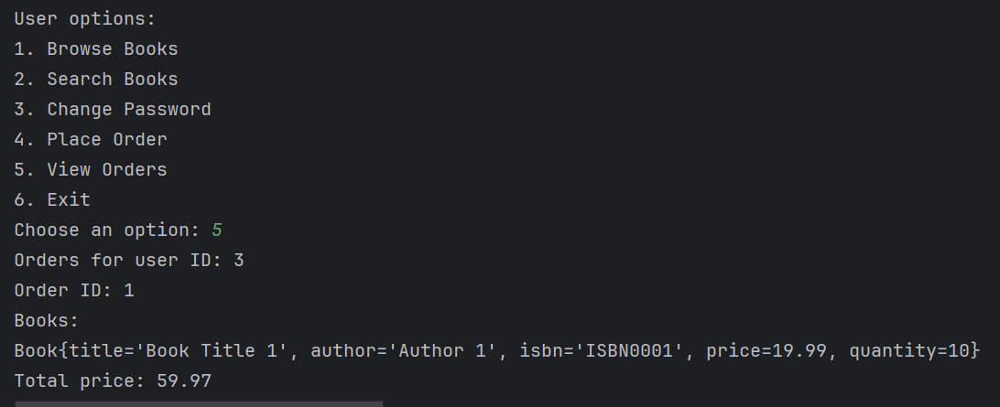 User options:
1. Browse Books
2. Search Books
3. Change Password
4. Place Order
5. View Orders
6. Exit
Choose an option: 5
Orders for user ID: 3
Order ID: 1
Books:
Book{title='Book Title 1', author='Author 1', isbn='ISBN0001', price=19.99, quantity=10}
Total price: 59.97